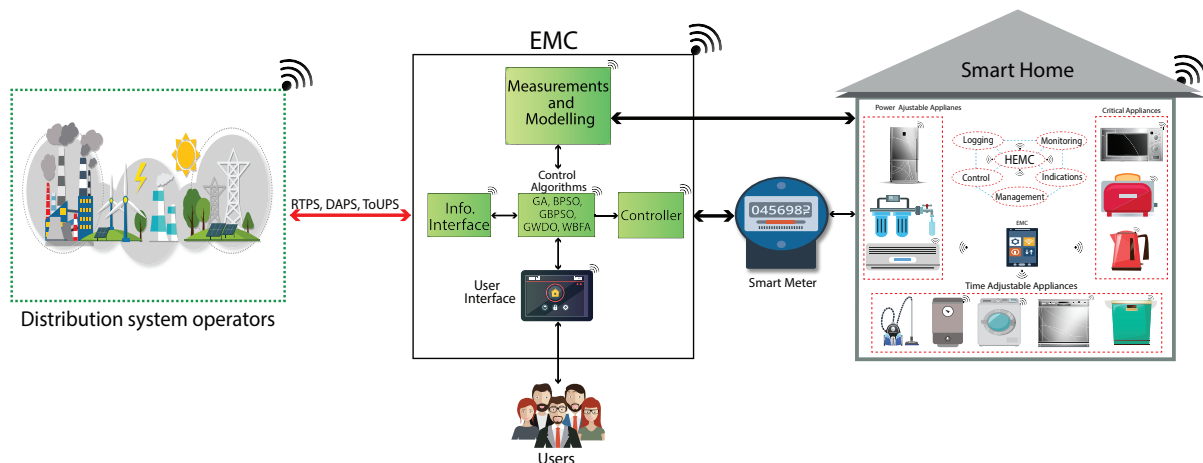 Distribution system operators
RTPS, DAPS, ToUPS
EMC
Measurements
and
Modelling
Control
Algorithms
GA, BPSO,
GBPSO,
GWDO, WBFA
Info.
Interface
Controller
User
Interface
Users
0456982
Smart Meter
Smart Home
Power Ajustable Applianes
Critical Appliances
Logging
Monitoring
HEMC
Control
Indications
Management
EMC
Time Adjustable Appliances